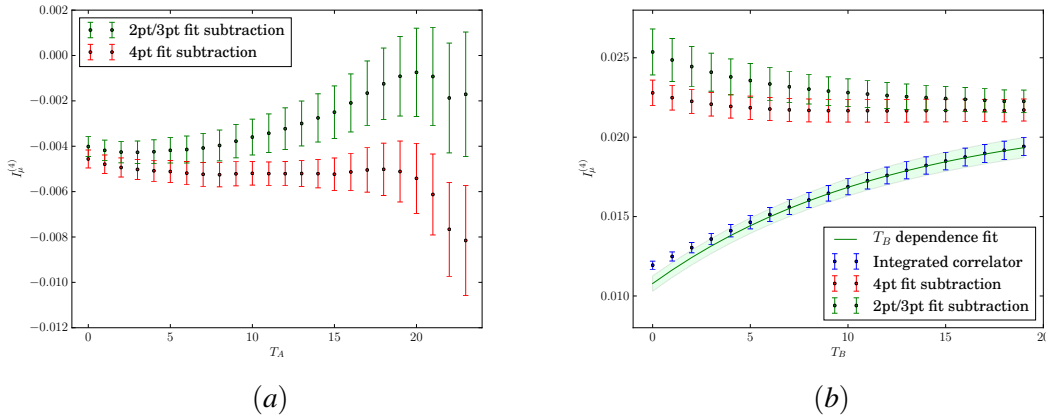 0.002
0.000
−0.002
−0.004
−0.006
−0.008
−0.010
−0.012
I_μ^(4)
2pt/3pt fit subtraction
4pt fit subtraction
0 5 10 15 20
T_A
(a)
0.025
0.020
0.015
0.010
I_μ^(4)
T_B dependence fit
Integrated correlator
4pt fit subtraction
2pt/3pt fit subtraction
0 5 10 15 20
T_B
(b)